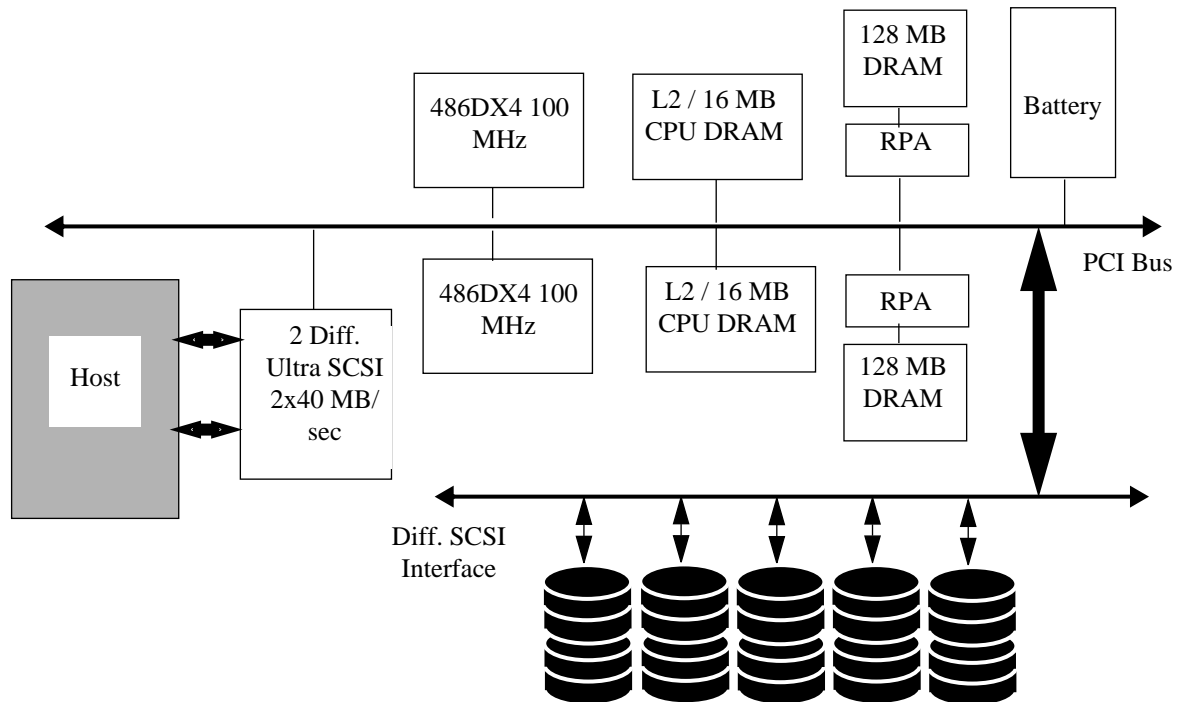 128 MB
DRAM
486DX4 100
MHz
L2 / 16 MB
CPU DRAM
RPA
Battery
PCI Bus
486DX4 100
MHz
L2 / 16 MB
CPU DRAM
RPA
128 MB
DRAM
Host
2 Diff.
Ultra SCSI
2x40 MB/
sec
Diff. SCSI
Interface